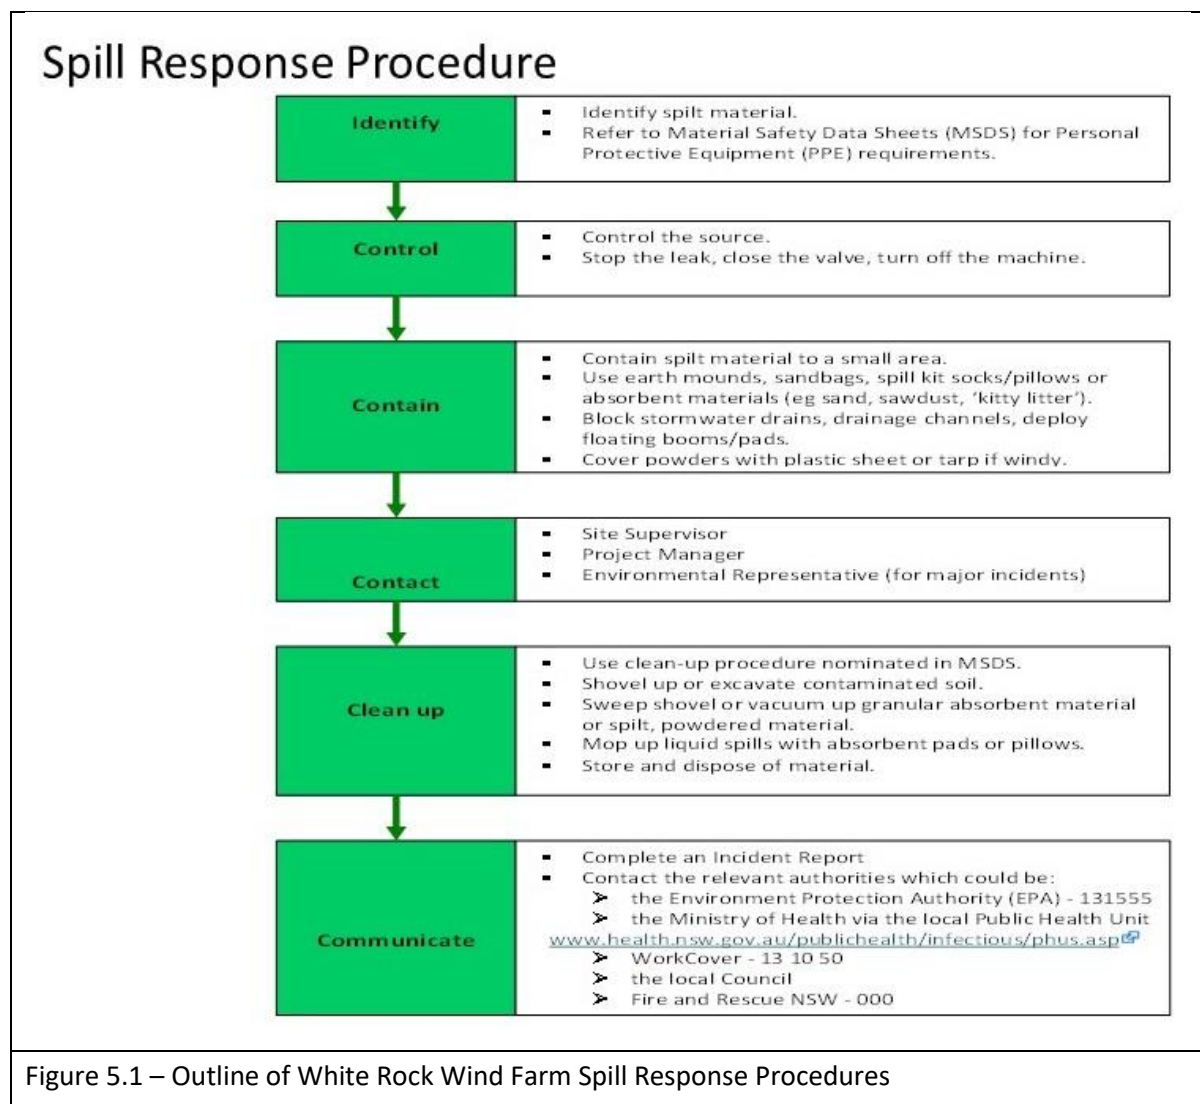 Spill Response Procedure
Identify
▪ Identify spilt material.
▪ Refer to Material Safety Data Sheets (MSDS) for Personal
Protective Equipment (PPE) requirements.
Control
▪ Control the source.
▪ Stop the leak, close the valve, turn off the machine.
Contain
▪ Contain spilt material to a small area.
▪ Use earth mounds, sandbags, spill kit socks/pillows or
absorbent materials (eg sand, sawdust, ‘kitty litter’).
▪ Block stormwater drains, drainage channels, deploy
floating booms/pads.
▪ Cover powders with plastic sheet or tarp if windy.
Contact
▪ Site Supervisor
▪ Project Manager
▪ Environmental Representative (for major incidents)
Clean up
▪ Use clean-up procedure nominated in MSDS.
▪ Shovel up or excavate contaminated soil.
▪ Sweep shovel or vacuum up granular absorbent material
or spilt, powdered material.
▪ Mop up liquid spills with absorbent pads or pillows.
▪ Store and dispose of material.
Communicate
▪ Complete an Incident Report
▪ Contact the relevant authorities which could be:
➢ the Environment Protection Authority (EPA) - 131555
➢ the Ministry of Health via the local Public Health Unit
www.health.nsw.gov.au/publichealth/infectious/phus.asp
➢ WorkCover - 13 10 50
➢ the local Council
➢ Fire and Rescue NSW - 000
Figure 5.1 – Outline of White Rock Wind Farm Spill Response Procedures